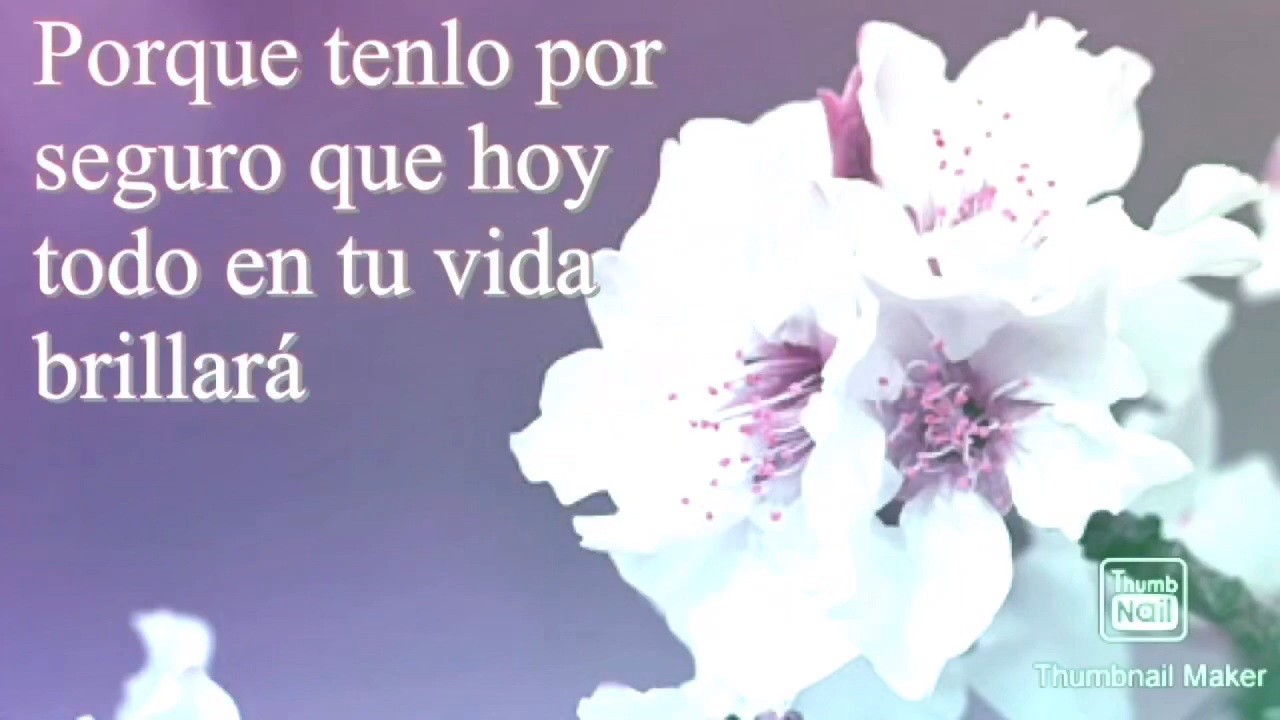 Porque tenlo por
seguro que hoy
todo en tu vida
brillará
Thumb
Nail
Thumbnail Maker